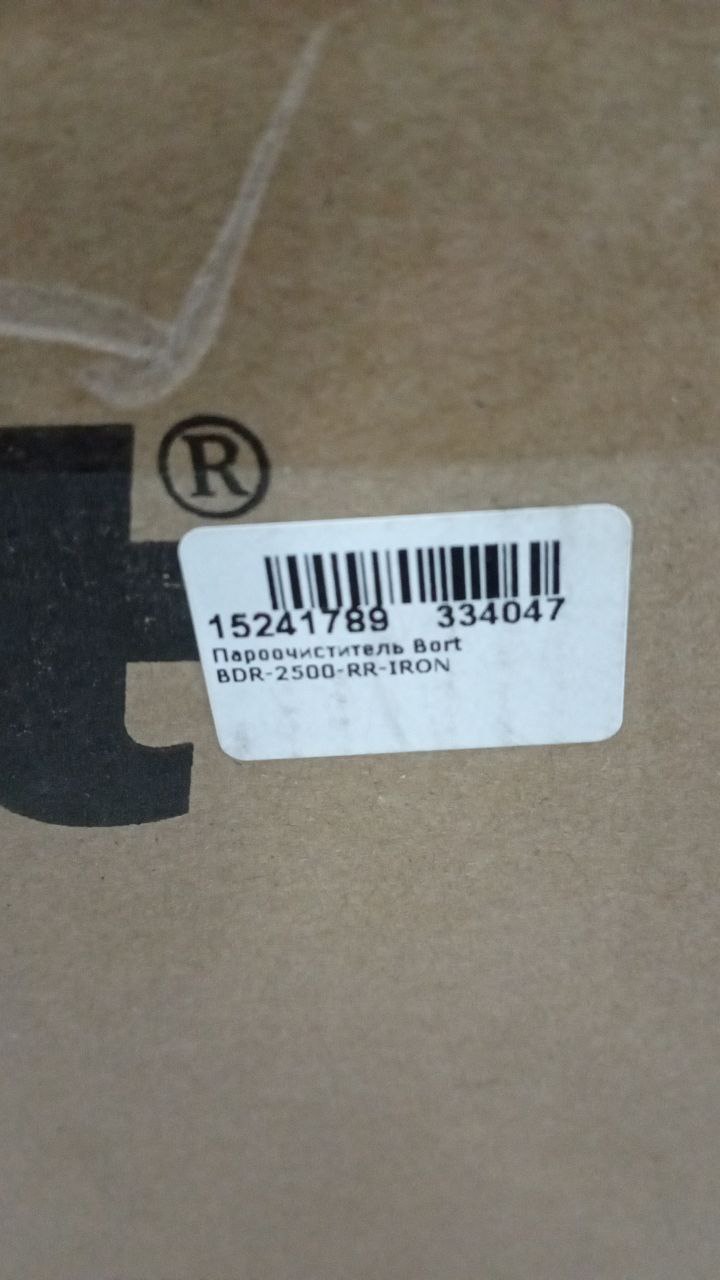 t®
15241789 334047
Пароочиститель Bort
BDR-2500-RR-IRON